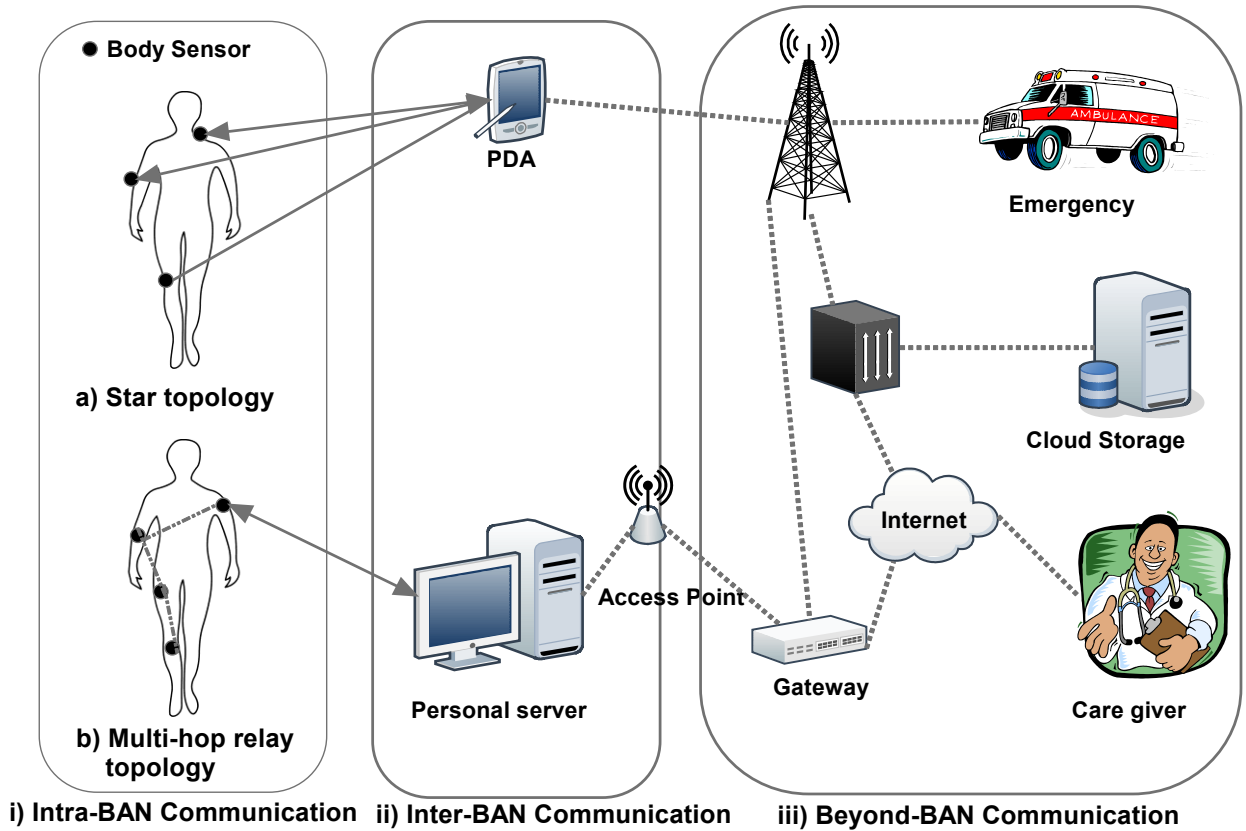 Body Sensor
a) Star topology
b) Multi-hop relay
topology
i) Intra-BAN Communication
PDA
Access Point
Personal server
ii) Inter-BAN Communication
AMBULANCE
Emergency
Cloud Storage
Internet
Gateway
Care giver
iii) Beyond-BAN Communication